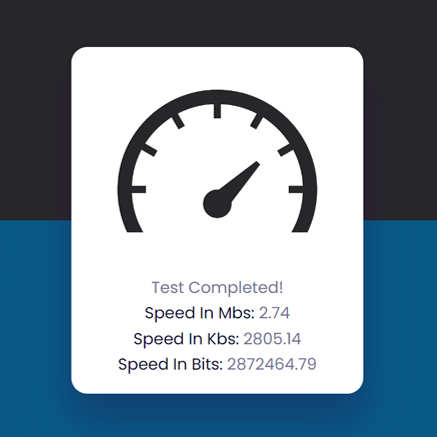 Test Completed!
Speed In Mbs: 2.74
Speed In Kbs: 2805.14
Speed In Bits: 2872464.79